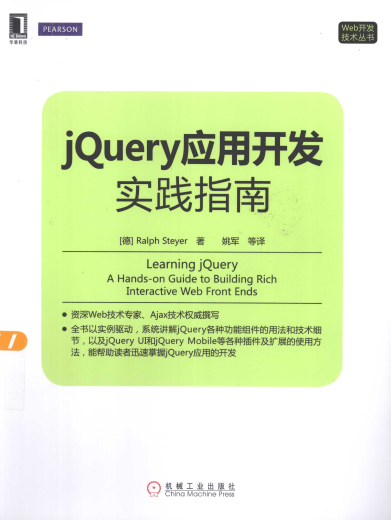 华章科技
PEARSON
Web开发
技术丛书
jQuery应用开发
实践指南
[德] Ralph Steyer 著 姚军 等译
Learning jQuery
A Hands-on Guide to Building Rich
Interactive Web Front Ends
● 资深Web技术专家、Ajax技术权威撰写
● 全书以实例驱动,系统讲解jQuery各种功能组件的用法和技术细
节,以及jQuery UI和jQuery Mobile等各种插件及扩展的使用方
法,能帮助读者迅速掌握jQuery应用的开发
机械工业出版社
China Machine Press